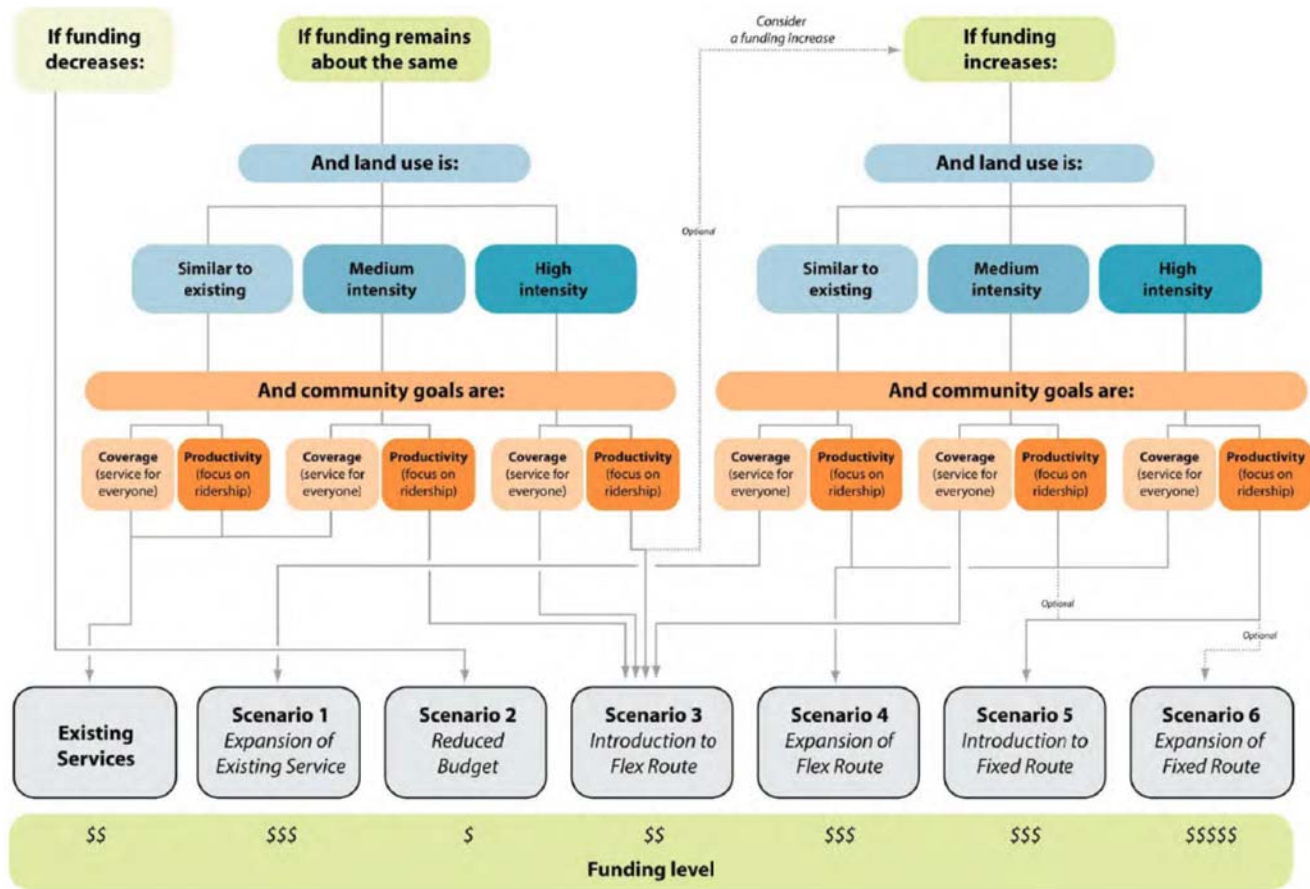 If funding
decreases:
If funding remains
about the same
Consider
a funding increase
If funding
increases:
And land use is:
And land use is:
Optional
Similar to
existing
Medium
intensity
High
intensity
Similar to
existing
Medium
intensity
High
intensity
And community goals are:
And community goals are:
Coverage
(service for
everyone)
Productivity
(focus on
ridership)
Coverage
(service for
everyone)
Productivity
(focus on
ridership)
Coverage
(service for
everyone)
Productivity
(focus on
ridership)
Coverage
(service for
everyone)
Productivity
(focus on
ridership)
Coverage
(service for
everyone)
Productivity
(focus on
ridership)
Coverage
(service for
everyone)
Productivity
(focus on
ridership)
Optional
Optional
Existing
Services
Scenario 1
Expansion of
Existing Service
Scenario 2
Reduced
Budget
Scenario 3
Introduction to
Flex Route
Scenario 4
Expansion of
Flex Route
Scenario 5
Introduction to
Fixed Route
Scenario 6
Expansion of
Fixed Route
$$
$$$
$
$$
$$$
$$$
$$$$$
Funding level